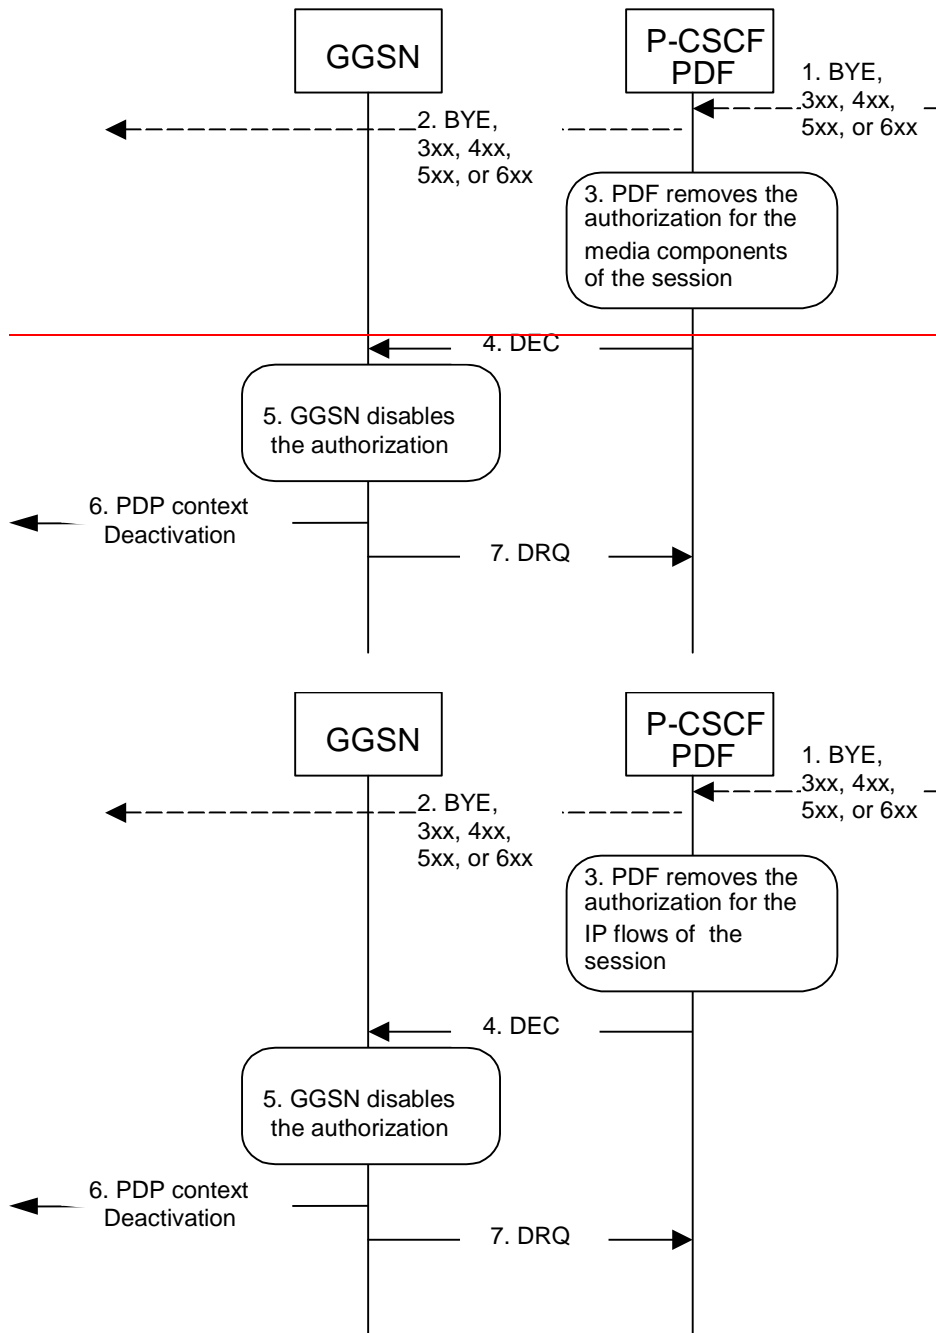 GGSN
P-CSCF
PDF
1. BYE,
3xx, 4xx,
5xx, or 6xx
2. BYE,
3xx, 4xx,
5xx, or 6xx
3. PDF removes the
authorization for the
media components
of the session
4. DEC
5. GGSN disables
the authorization
6. PDP context
Deactivation
7. DRQ
GGSN
P-CSCF
PDF
1. BYE,
3xx, 4xx,
5xx, or 6xx
2. BYE,
3xx, 4xx,
5xx, or 6xx
3. PDF removes the
authorization for the
IP flows of the
session
4. DEC
5. GGSN disables
the authorization
6. PDP context
Deactivation
7. DRQ